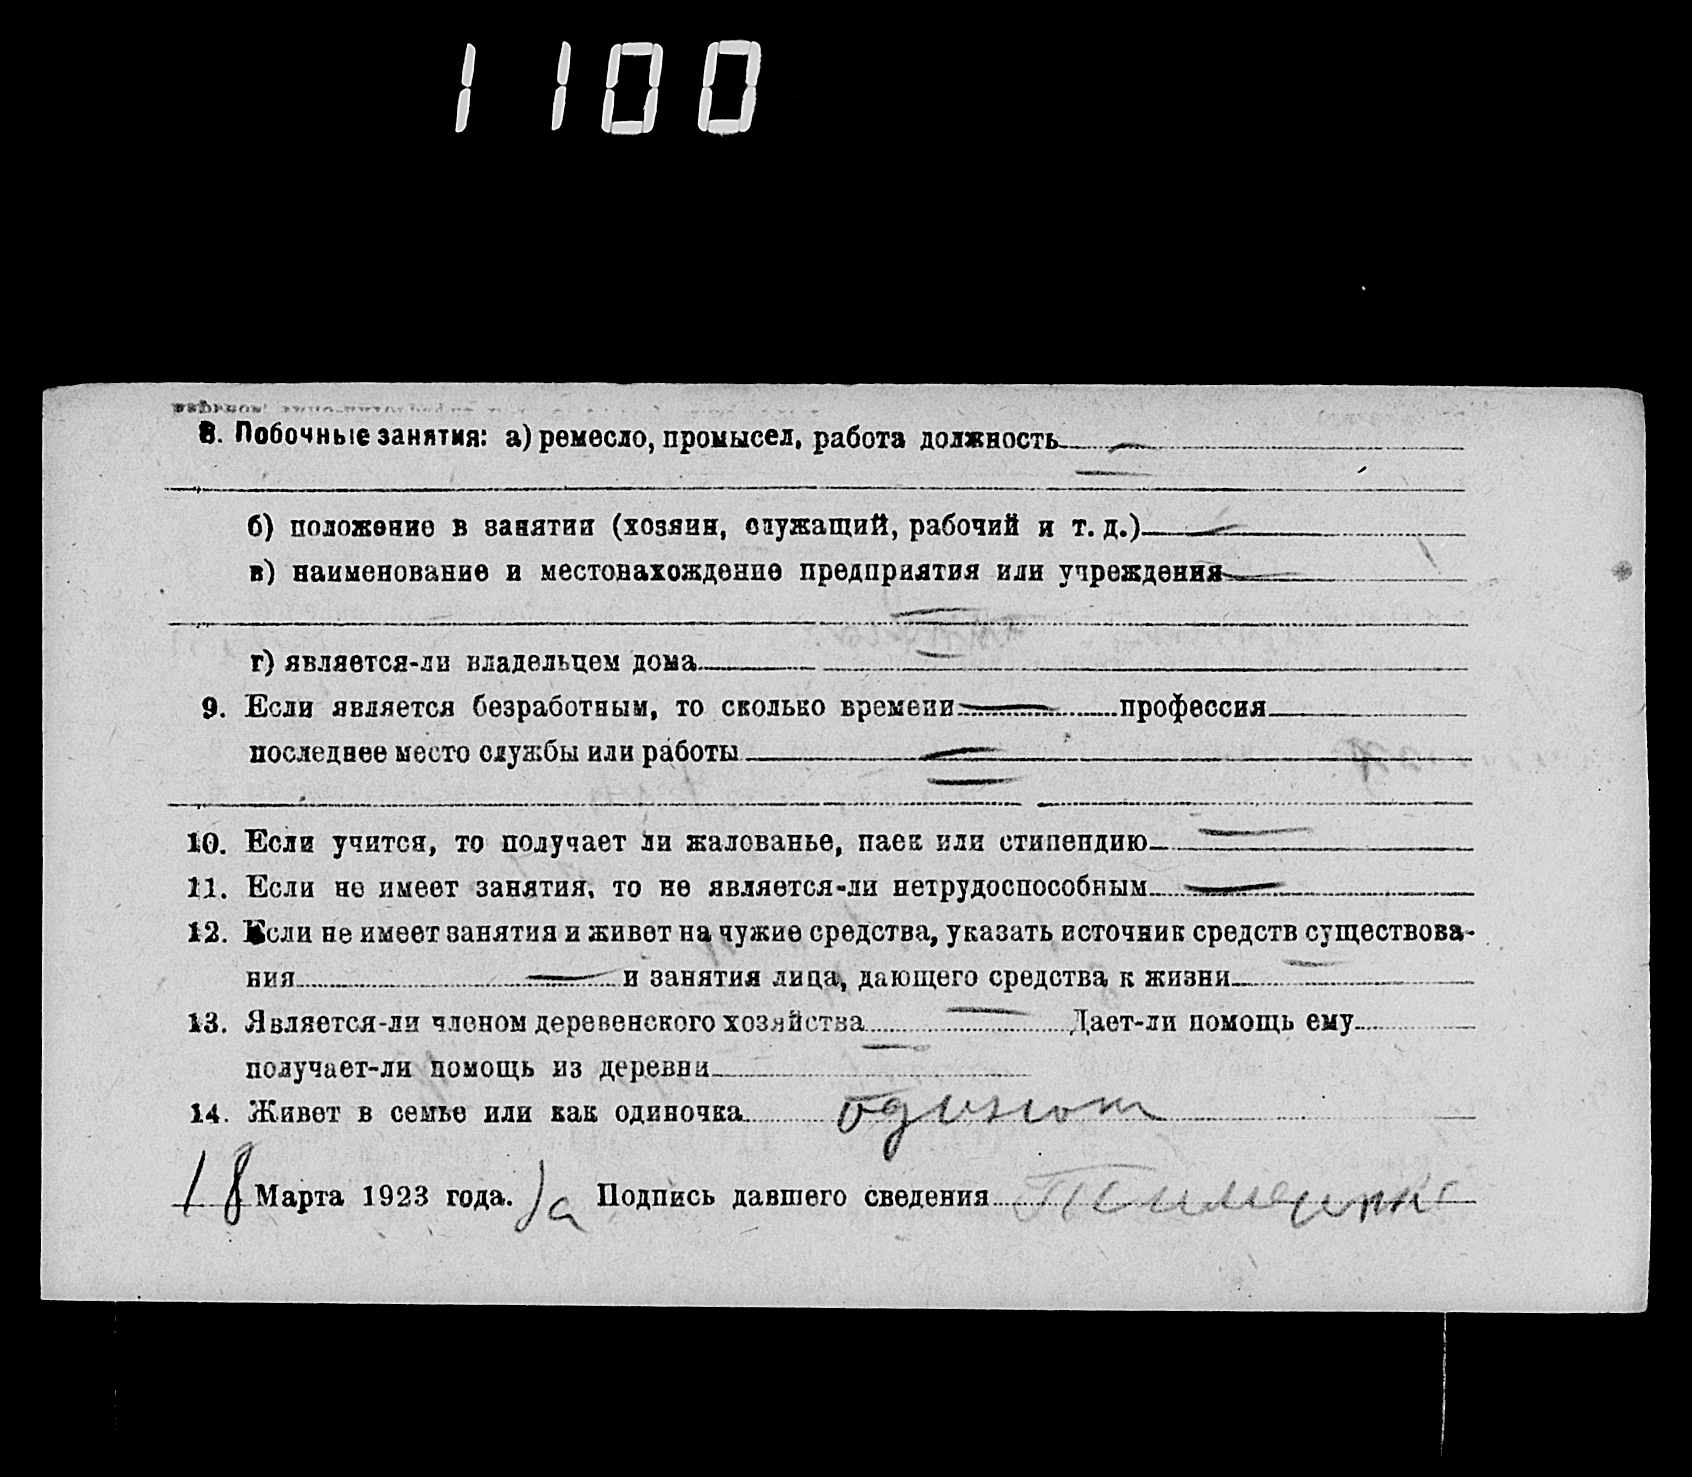 1 100
8. Побочные занятия: а) ремесло, промысел, работа должность —
б) положение в занятии (хозяин, служащий, рабочий и т. д.) —
в) наименование и местонахождение предприятия или учреждения —
г) является-ли владельцем дома
9. Если является безработным, то сколько времени — профессия
последнее место службы или работы —
10. Если учится, то получает ли жалованье, паек или стипендию —
11. Если не имеет занятия, то не является-ли нетрудоспособным —
12. Если не имеет занятия и живет на чужие средства, указать источник средств существова-
ния — и занятия лица, дающего средства к жизни —
13. Является-ли членом деревенского хозяйства — Дает-ли помощь ему
получает-ли помощь из деревни —
14. Живет в семье или как одиночка
18 Марта 1923 года. За Подпись давшего сведения